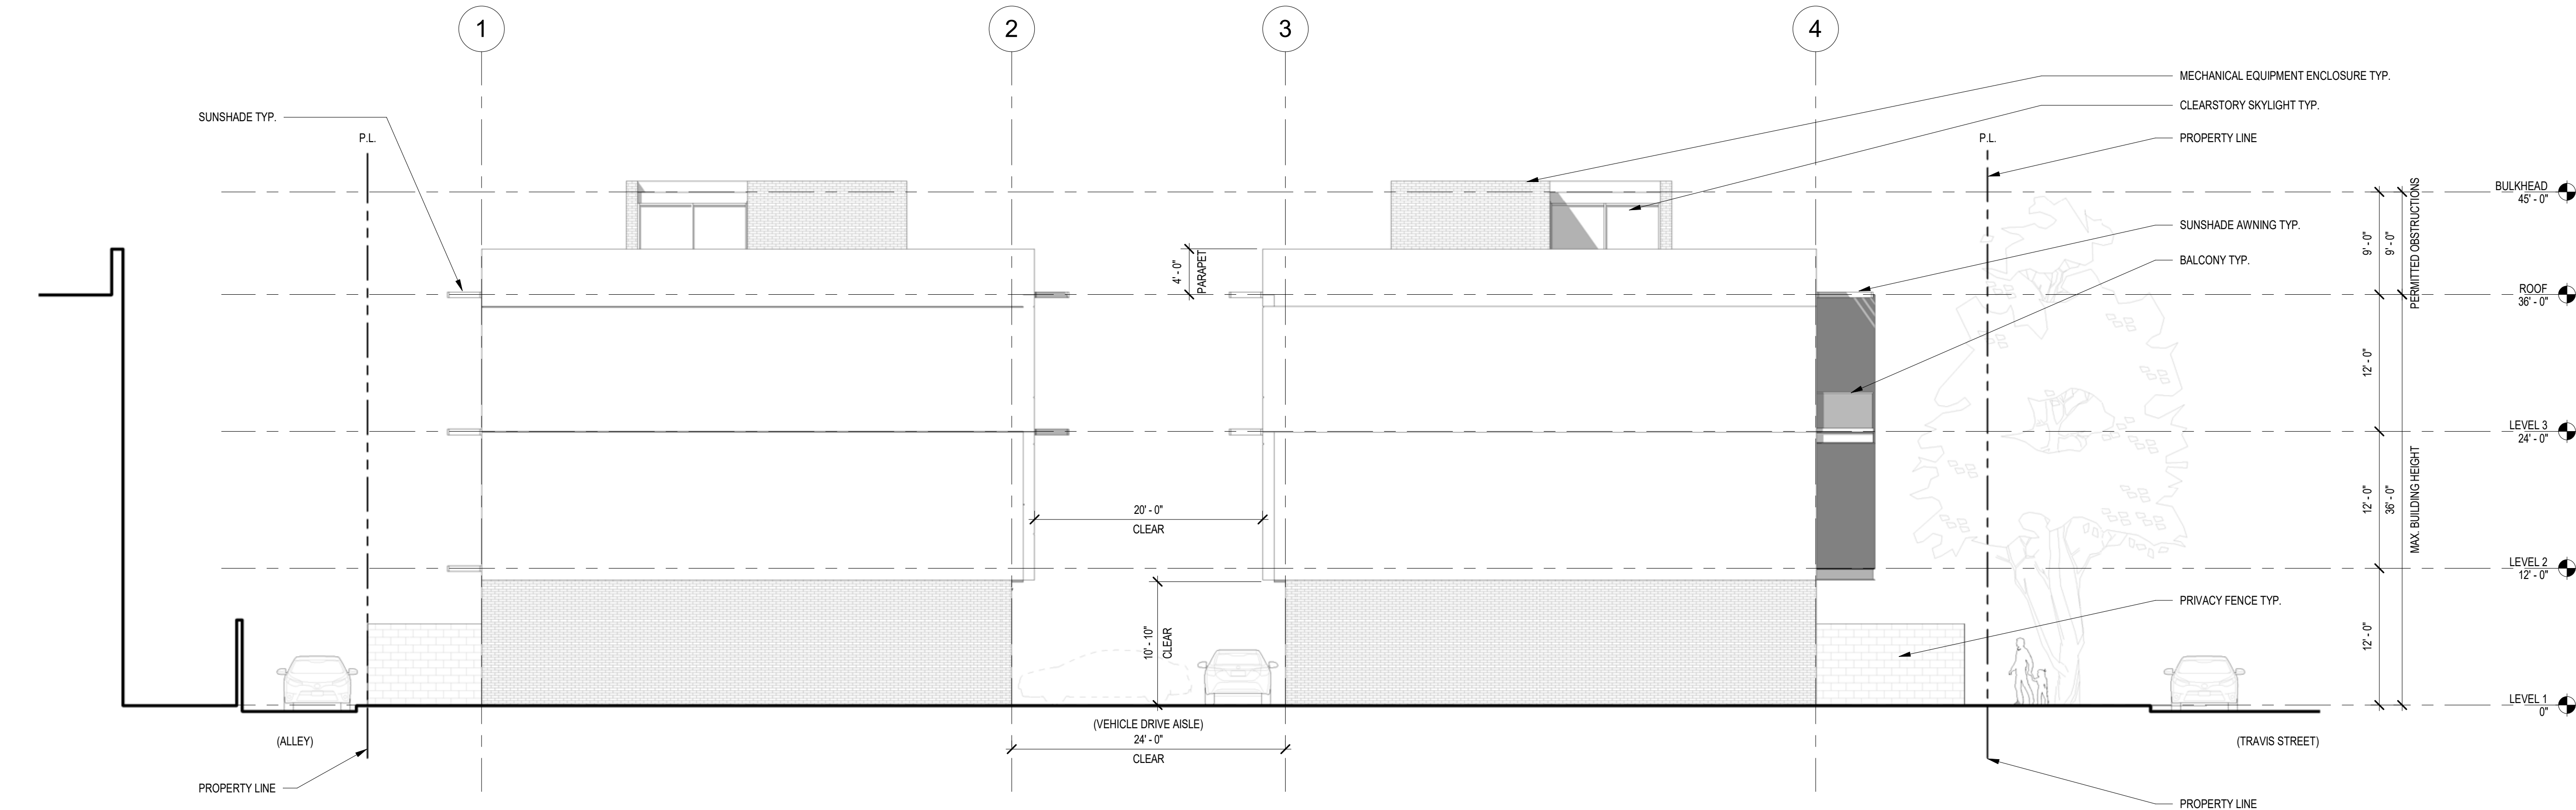 1
2
3
4
MECHANICAL EQUIPMENT ENCLOSURE TYP.
CLEARSTORY SKYLIGHT TYP.
SUNSHADE TYP.
P.L.
P.L.
PROPERTY LINE
BULKHEAD
45' - 0"
SUNSHADE AWNING TYP.
9' - 0"
9' - 0"
PERMITTED OBSTRUCTIONS
BALCONY TYP.
4' - 0"
PARAPET
ROOF
36' - 0"
12' - 0"
LEVEL 3
24' - 0"
20' - 0"
CLEAR
12' - 0"
36' - 0"
MAX. BUILDING HEIGHT
LEVEL 2
12' - 0"
PRIVACY FENCE TYP.
10' - 10"
CLEAR
12' - 0"
LEVEL 1
0"
(VEHICLE DRIVE AISLE)
24' - 0"
CLEAR
(ALLEY)
(TRAVIS STREET)
PROPERTY LINE
PROPERTY LINE